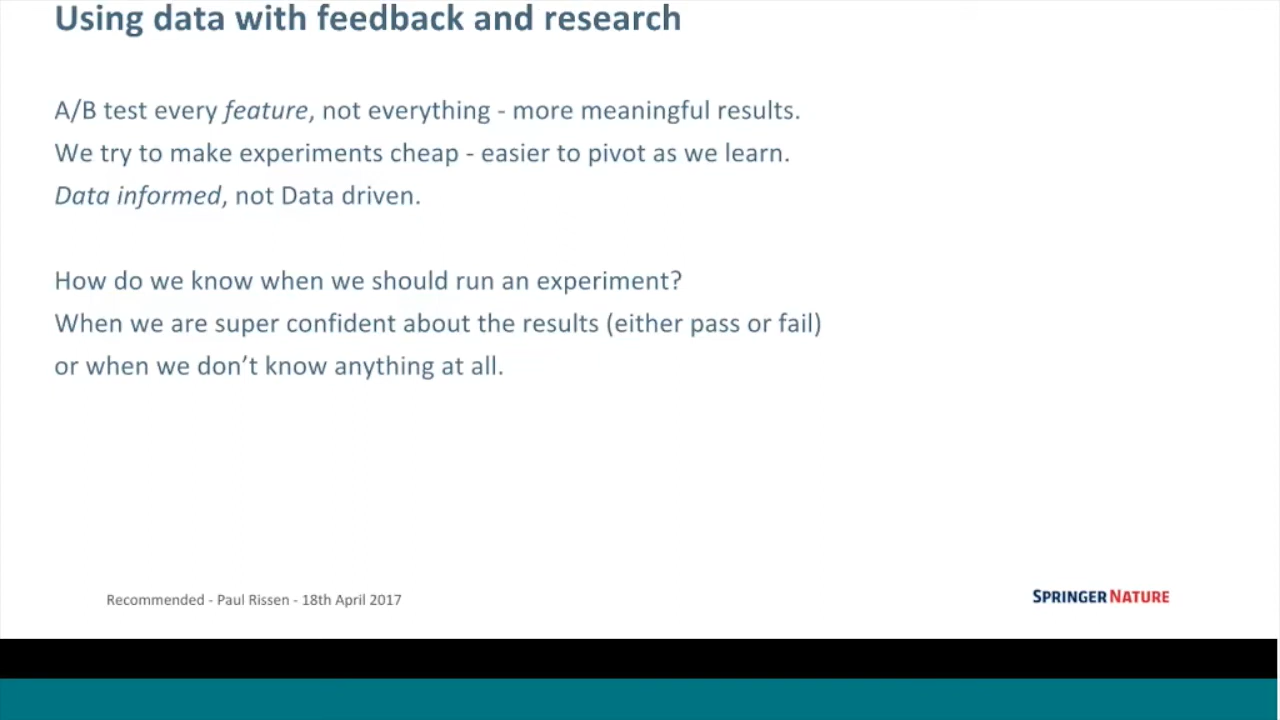 Using data with feedback and research
A/B test every feature, not everything - more meaningful results.
We try to make experiments cheap - easier to pivot as we learn.
Data informed, not Data driven.
How do we know when we should run an experiment?
When we are super confident about the results (either pass or fail)
or when we don’t know anything at all.
Recommended - Paul Rissen - 18th April 2017
SPRINGER NATURE